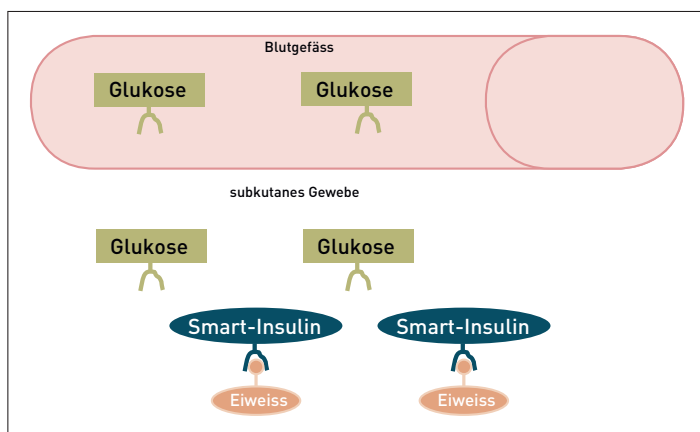 Blutgefäss
Glukose Glukose
subkutanes Gewebe
Glukose Glukose
Smart-Insulin Smart-Insulin
Eiweiss Eiweiss